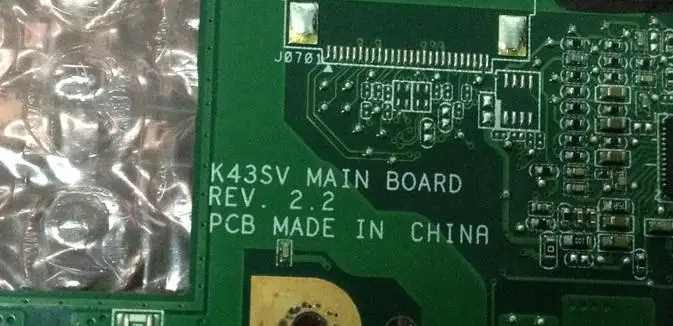 J0701
K43SV MAIN BOARD
REV. 2.2
PCB MADE IN CHINA